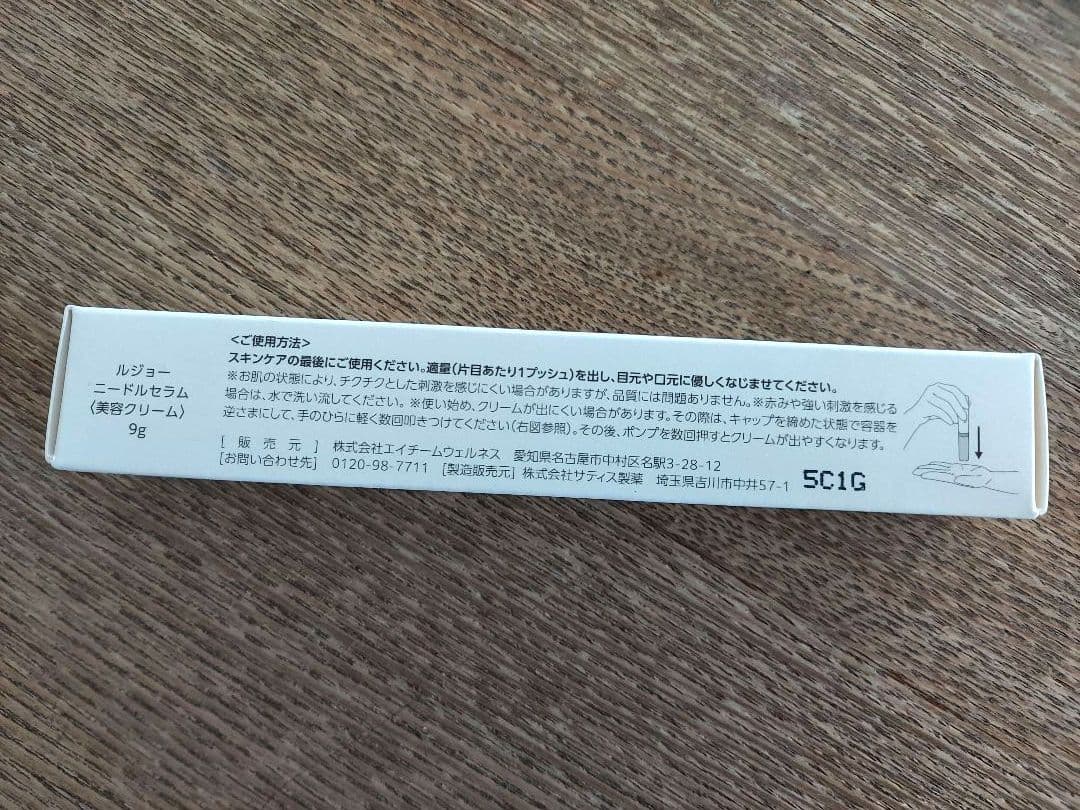 ルジョー
ニードルセラム
〈美容クリーム〉
9g
<ご使用方法>
スキンケアの最後にご使用ください。適量(片目あたり1プッシュ)を出し、目元や口元に優しくなじませてください。
※お肌の状態により、チクチクとした刺激を感じにくい場合がありますが、品質には問題ありません。※赤みや強い刺激を感じる
場合は、水で洗い流してください。※使い始め、クリームが出にくい場合があります。その際は、キャップを締めた状態で容器を
逆さまにして、手のひらに軽く数回叩きつけてください(右図参照)。その後、ポンプを数回押すとクリームが出やすくなります。
[販売元] 株式会社エイチームウェルネス 愛知県名古屋市中村区名駅3-28-12
[お問い合わせ先] 0120-98-7711 [製造販売元] 株式会社サティス製薬 埼玉県吉川市中井57-1
5C1G